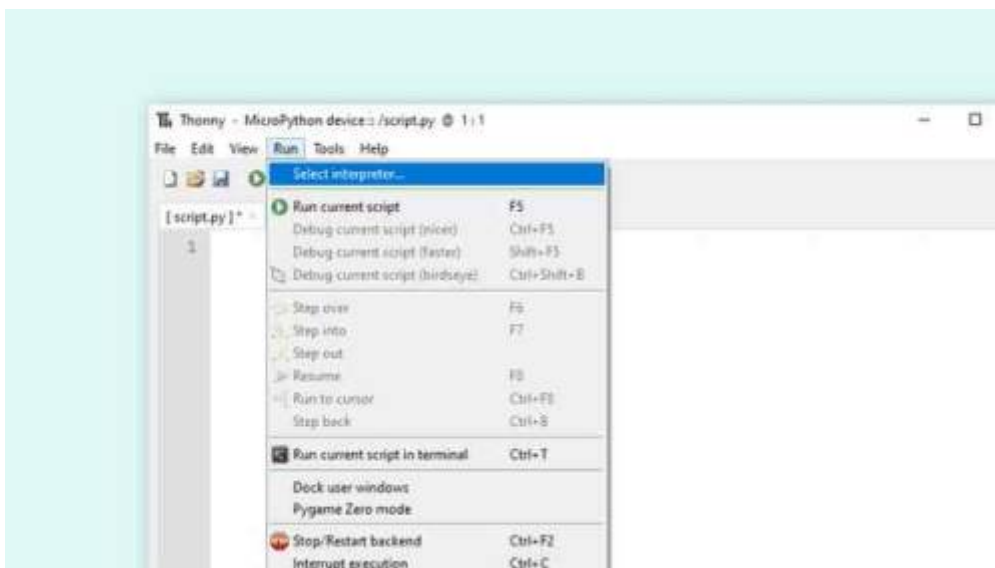 Thonny - MicroPython device :: /script.py @ 1 : 1
File Edit View Run Tools Help
Select interpreter...
[ script.py ] *
Run current script F5
Debug current script (nicer) Ctrl+F5
1
Debug current script (faster) Shift+F5
Debug current script (birdseye) Ctrl+Shift+B
Step over F6
Step into F7
Step out
Resume F8
Run to cursor Ctrl+F8
Step back Ctrl+B
Run current script in terminal Ctrl+T
Dock user windows
Pygame Zero mode
Stop/Restart backend Ctrl+F2
Interrupt execution Ctrl+C